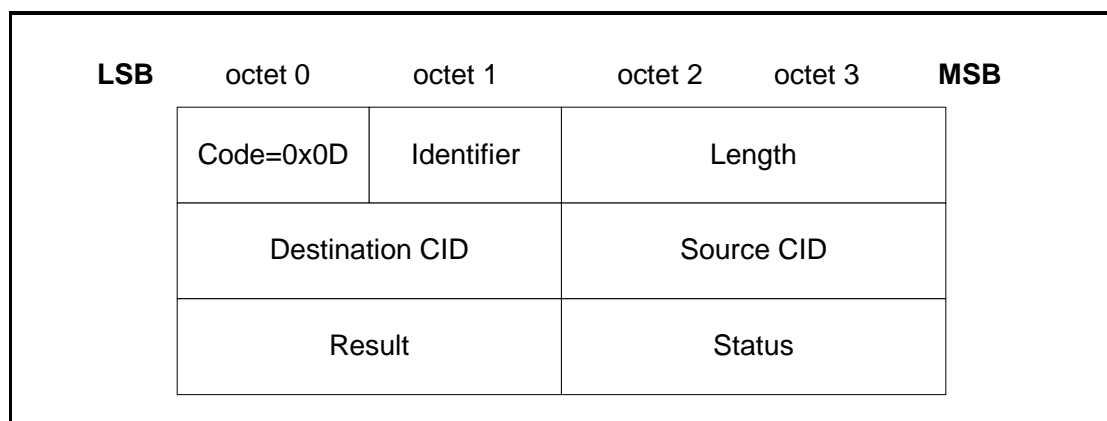 LSB octet 0 octet 1 octet 2 octet 3 MSB
Code=0x0D Identifier Length
Destination CID Source CID
Result Status